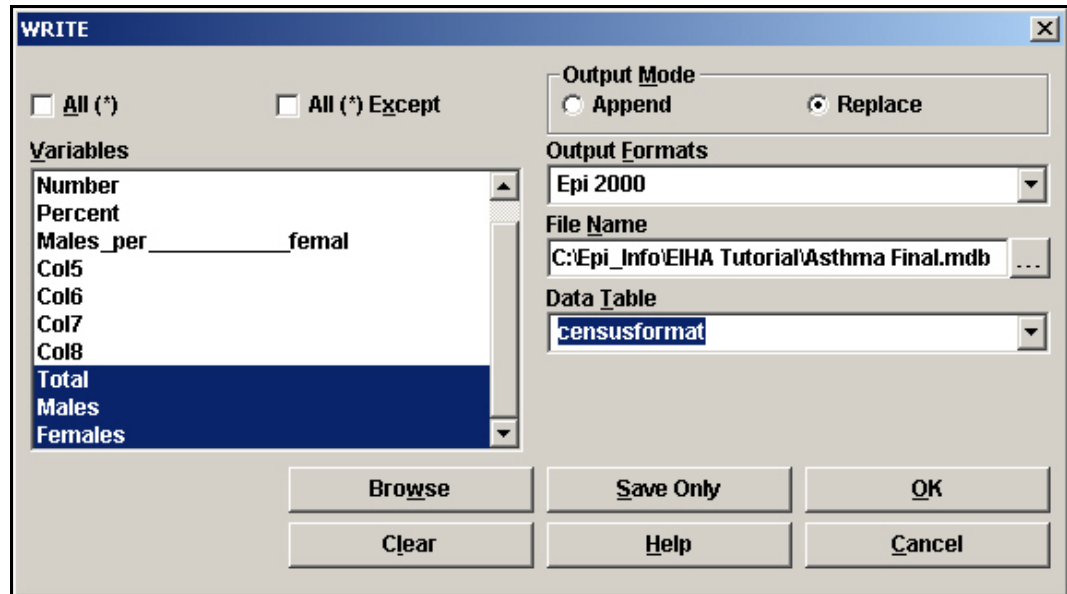 WRITE
All (*)
All (*) Except
Output Mode
Append
Replace
Variables
Number
Percent
Males_per____________femal
Col5
Col6
Col7
Col8
Total
Males
Females
Output Formats
Epi 2000
File Name
C:\Epi_Info\EIHA Tutorial\Asthma Final.mdb
...
Data Table
censusformat
Browse
Save Only
OK
Clear
Help
Cancel